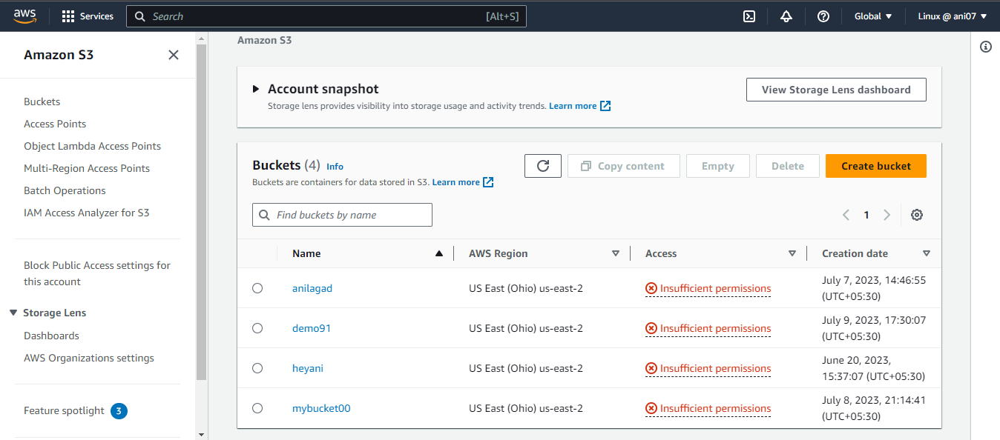 aws
Services
Search
[Alt+S]
Global
Linux @ ani07
Amazon S3
Buckets
Access Points
Object Lambda Access Points
Multi-Region Access Points
Batch Operations
IAM Access Analyzer for S3
Block Public Access settings for
this account
Storage Lens
Dashboards
AWS Organizations settings
Feature spotlight 3
Amazon S3
Account snapshot
Storage lens provides visibility into storage usage and activity trends. Learn more
View Storage Lens dashboard
Buckets (4) Info
Buckets are containers for data stored in S3. Learn more
Copy content
Empty
Delete
Create bucket
Find buckets by name
1
Name AWS Region Access Creation date
anilagad US East (Ohio) us-east-2 Insufficient permissions July 7, 2023, 14:46:55
(UTC+05:30)
demo91 US East (Ohio) us-east-2 Insufficient permissions July 9, 2023, 17:30:07
(UTC+05:30)
heyani US East (Ohio) us-east-2 Insufficient permissions June 20, 2023,
15:37:07 (UTC+05:30)
mybucket00 US East (Ohio) us-east-2 Insufficient permissions July 8, 2023, 21:14:41
(UTC+05:30)